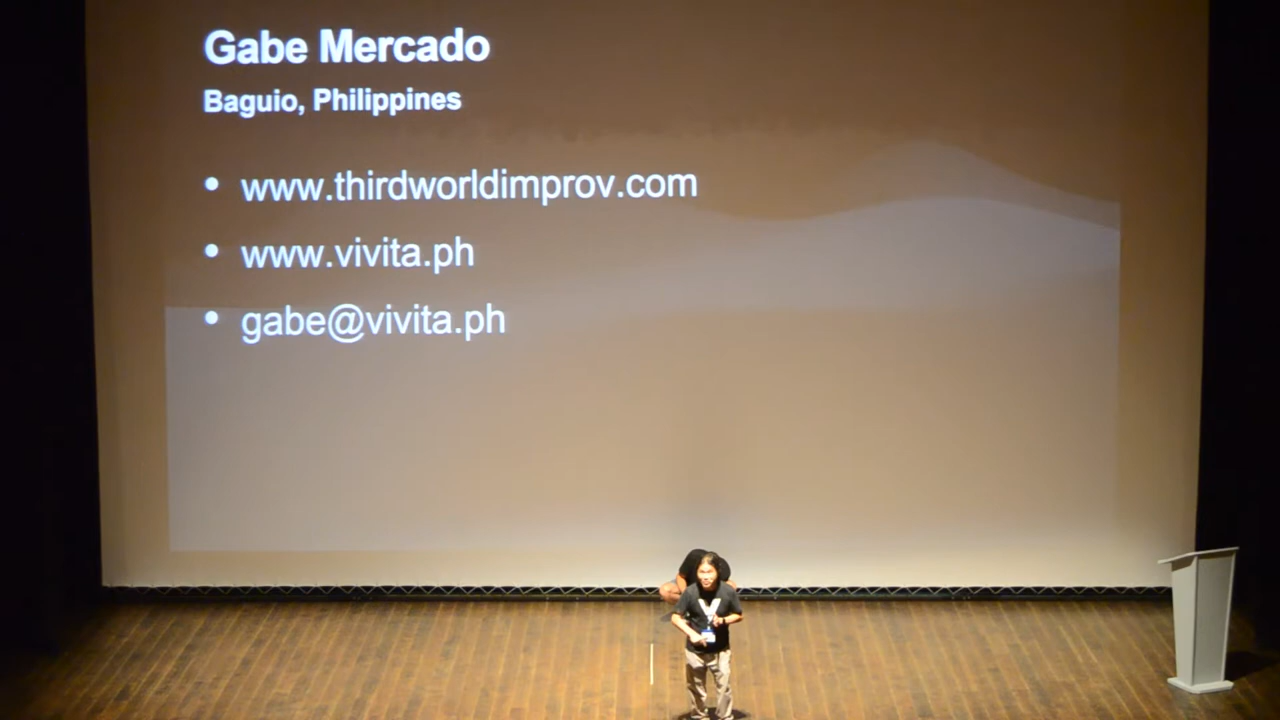 Gabe Mercado
Baguio, Philippines
• www.thirdworldimprov.com
• www.vivita.ph
• gabe@vivita.ph